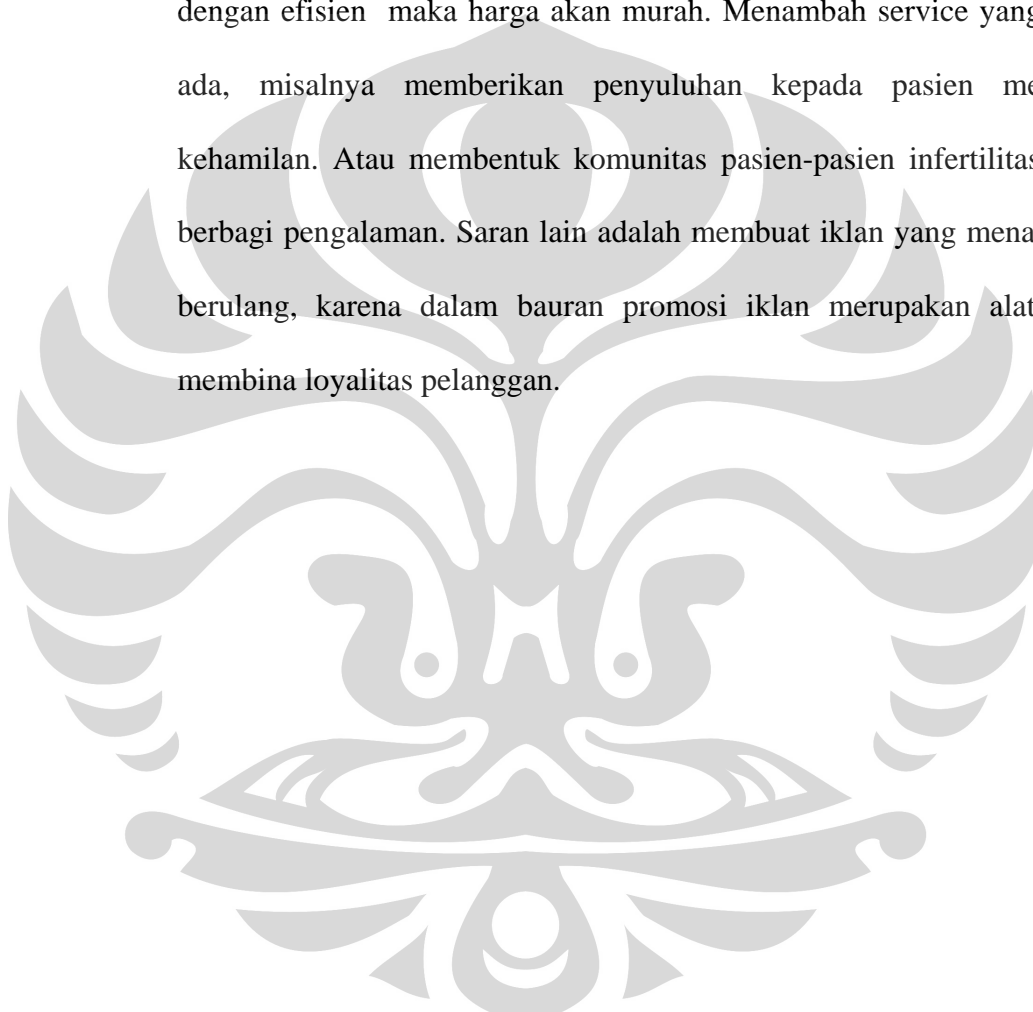 dengan efisien maka harga akan murah. Menambah service yang
ada, misalnya memberikan penyuluhan kepada pasien me
kehamilan. Atau membentuk komunitas pasien-pasien infertilitas
berbagi pengalaman. Saran lain adalah membuat iklan yang mena
berulang, karena dalam bauran promosi iklan merupakan alat
membina loyalitas pelanggan.